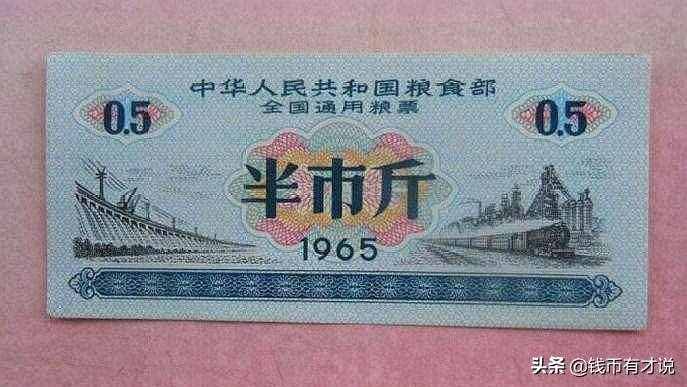 中华人民共和国粮食部
全国通用粮票
0.5
0.5
半市斤
1965
头条 @钱币有才说